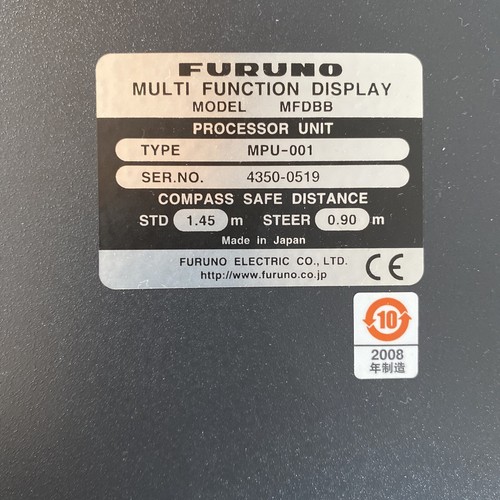 FURUNO
MULTI FUNCTION DISPLAY
MODEL MFDBB
PROCESSOR UNIT
TYPE MPU-001
SER.NO. 4350-0519
COMPASS SAFE DISTANCE
STD 1.45 m STEER 0.90 m
Made in Japan
FURUNO ELECTRIC CO., LTD.
http://www.furuno.co.jp
CE
10
2008
年制造